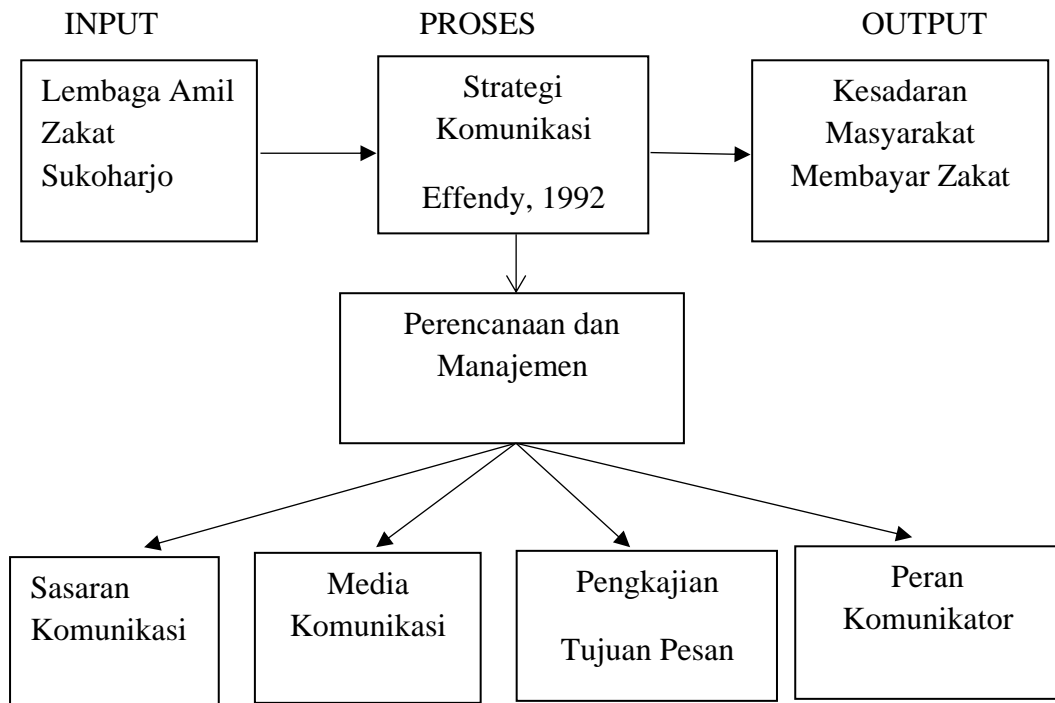 INPUT
PROSES
OUTPUT
Lembaga Amil
Zakat
Sukoharjo
Strategi
Komunikasi
Effendy, 1992
Kesadaran
Masyarakat
Membayar Zakat
Perencanaan dan
Manajemen
Sasaran
Komunikasi
Media
Komunikasi
Pengkajian
Tujuan Pesan
Peran
Komunikator